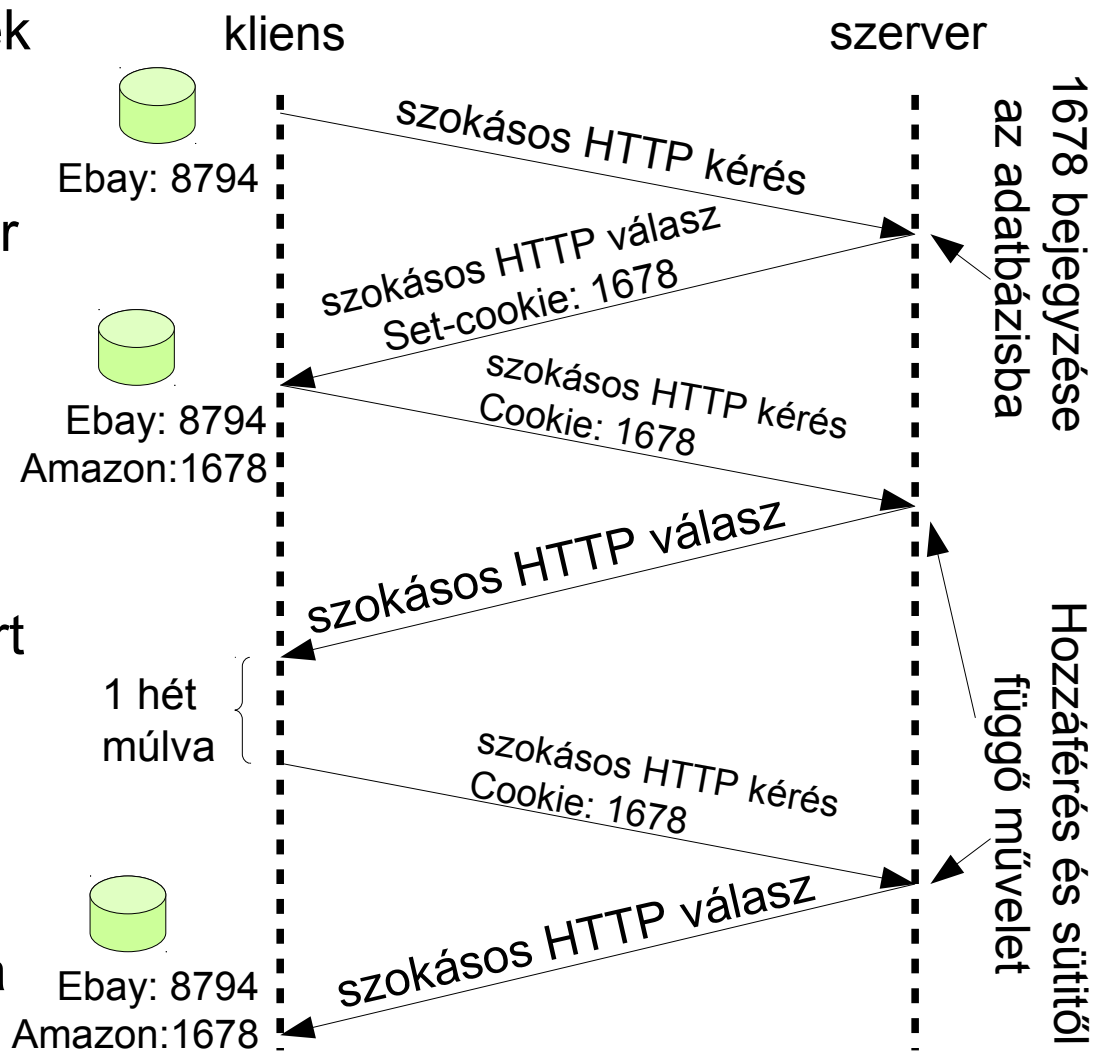 ék
kliens
szerver
szokásos HTTP kérés
Ebay: 8794
1678 bejegyzése
az adatbázisba
r
szokásos HTTP válasz
Set-cookie: 1678
szokásos HTTP kérés
Cookie: 1678
Ebay: 8794
Amazon:1678
szokásos HTTP válasz
rt
1 hét
múlva
szokásos HTTP kérés
Cookie: 1678
Hozzáférés és sütitől
függő művelet
szokásos HTTP válasz
a
Ebay: 8794
Amazon:1678